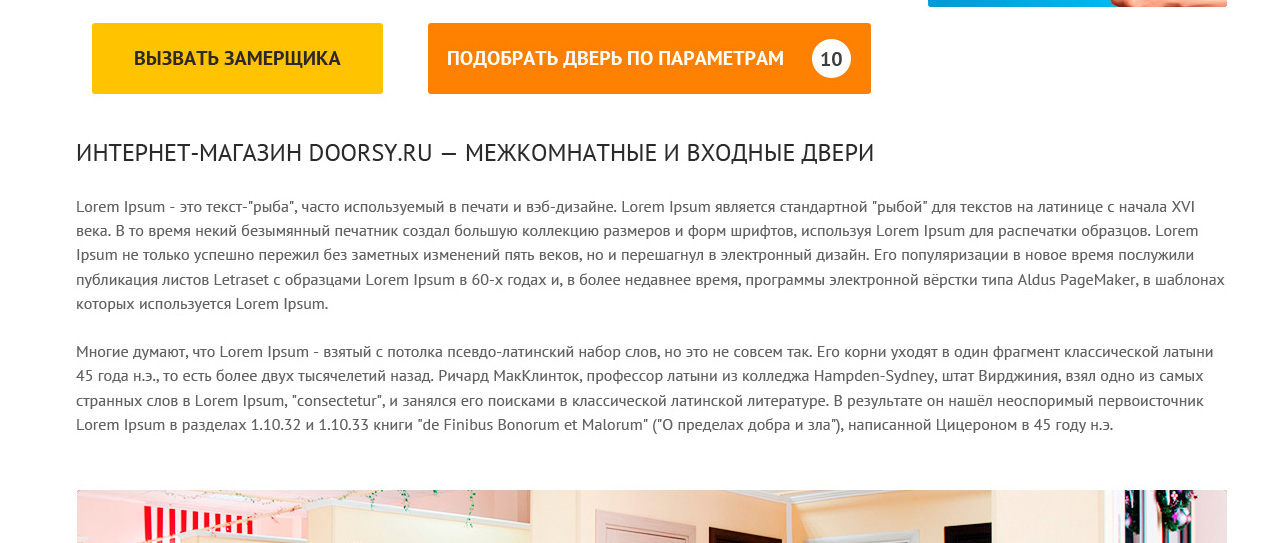 ВЫЗВАТЬ ЗАМЕРЩИКА
ПОДОБРАТЬ ДВЕРЬ ПО ПАРАМЕТРАМ 10
ИНТЕРНЕТ-МАГАЗИН DOORSY.RU — МЕЖКОМНАТНЫЕ И ВХОДНЫЕ ДВЕРИ
Lorem Ipsum - это текст-"рыба", часто используемый в печати и вэб-дизайне. Lorem Ipsum является стандартной "рыбой" для текстов на латинице с начала XVI
века. В то время некий безымянный печатник создал большую коллекцию размеров и форм шрифтов, используя Lorem Ipsum для распечатки образцов. Lorem
Ipsum не только успешно пережил без заметных изменений пять веков, но и перешагнул в электронный дизайн. Его популяризации в новое время послужили
публикация листов Letraset с образцами Lorem Ipsum в 60-х годах и, в более недавнее время, программы электронной вёрстки типа Aldus PageMaker, в шаблонах
которых используется Lorem Ipsum.
Многие думают, что Lorem Ipsum - взятый с потолка псевдо-латинский набор слов, но это не совсем так. Его корни уходят в один фрагмент классической латыни
45 года н.э., то есть более двух тысячелетий назад. Ричард МакКлинток, профессор латыни из колледжа Hampden-Sydney, штат Вирджиния, взял одно из самых
странных слов в Lorem Ipsum, "consectetur", и занялся его поисками в классической латинской литературе. В результате он нашёл неоспоримый первоисточник
Lorem Ipsum в разделах 1.10.32 и 1.10.33 книги "de Finibus Bonorum et Malorum" ("О пределах добра и зла"), написанной Цицероном в 45 году н.э.